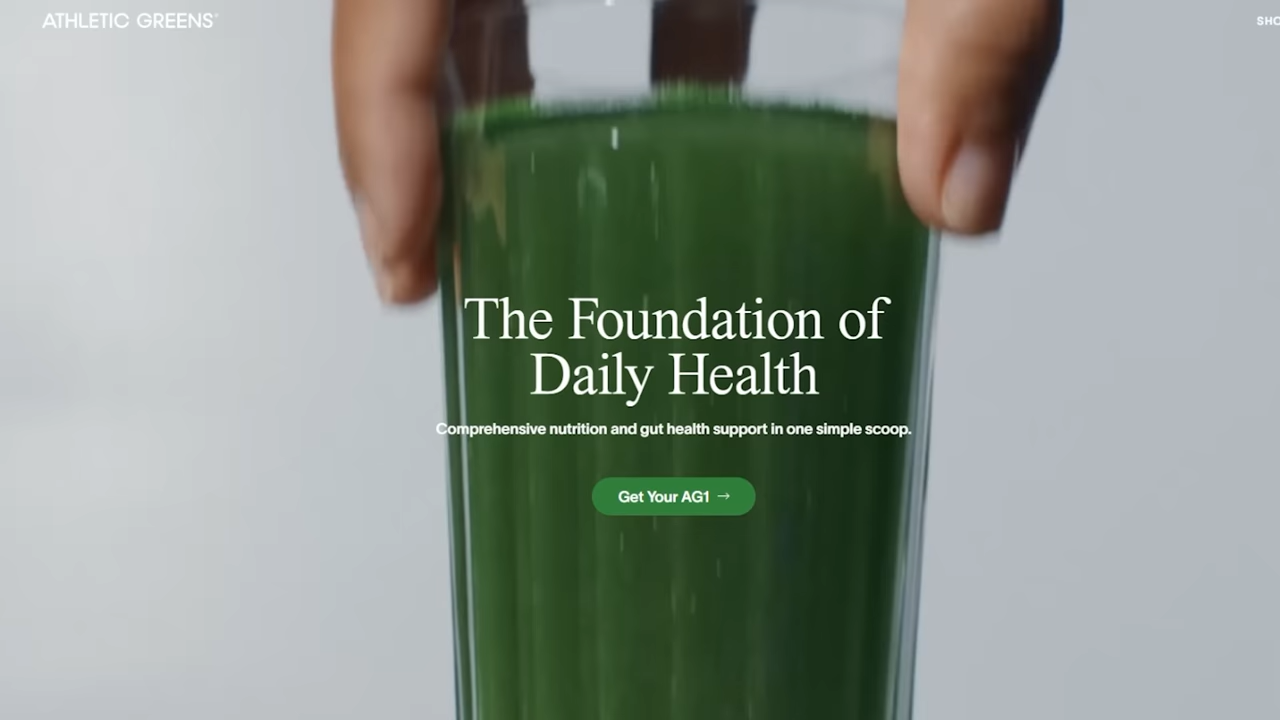 ATHLETIC GREENS®
The Foundation of
Daily Health
Comprehensive nutrition and gut health support in one simple scoop.
Get Your AG1 →